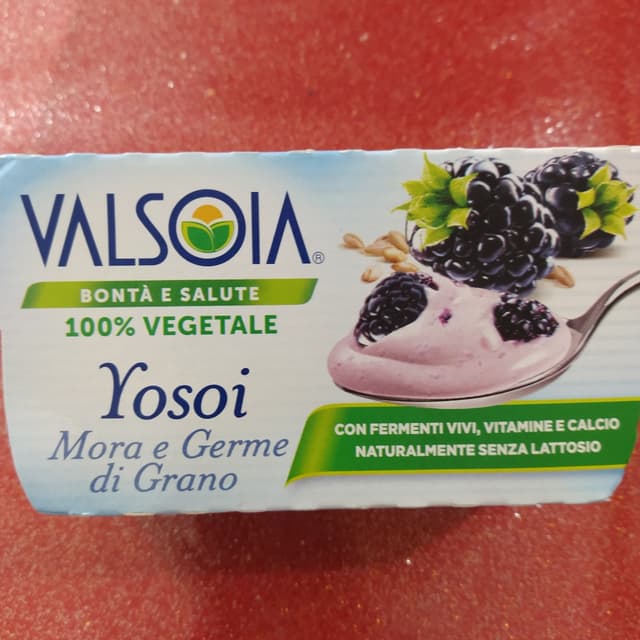 VALSOIA®
BONTÀ E SALUTE
100% VEGETALE
Yosoi
Mora e Germe
di Grano
CON FERMENTI VIVI, VITAMINE E CALCIO
NATURALMENTE SENZA LATTOSIO